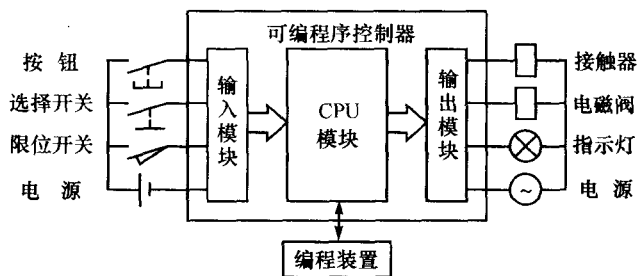 可编程序控制器
按钮
选择开关
限位开关
电源
输入模块
CPU
模块
输出模块
接触器
电磁阀
指示灯
电源
~
编程装置